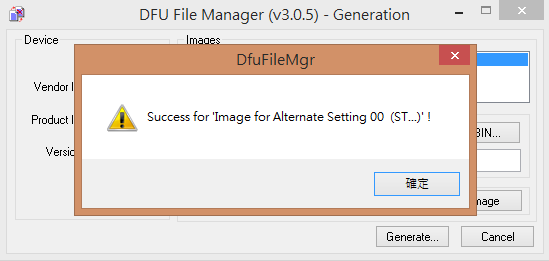 DFU File Manager (v3.0.5) - Generation
Device
Images
DfuFileMgr
Vendor I
Success for 'Image for Alternate Setting 00 (ST...)' !
Product I
BIN...
Versio
確定
mage
Generate...
Cancel